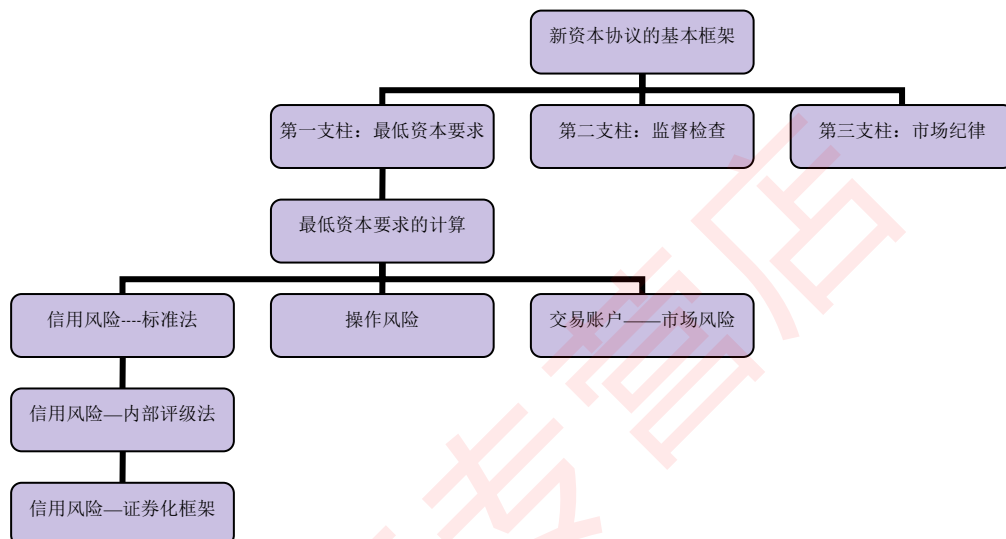 新资本协议的基本框架
第一支柱：最低资本要求
第二支柱：监督检查
第三支柱：市场纪律
最低资本要求的计算
信用风险----标准法
操作风险
交易账户——市场风险
信用风险—内部评级法
信用风险—证券化框架
专营店